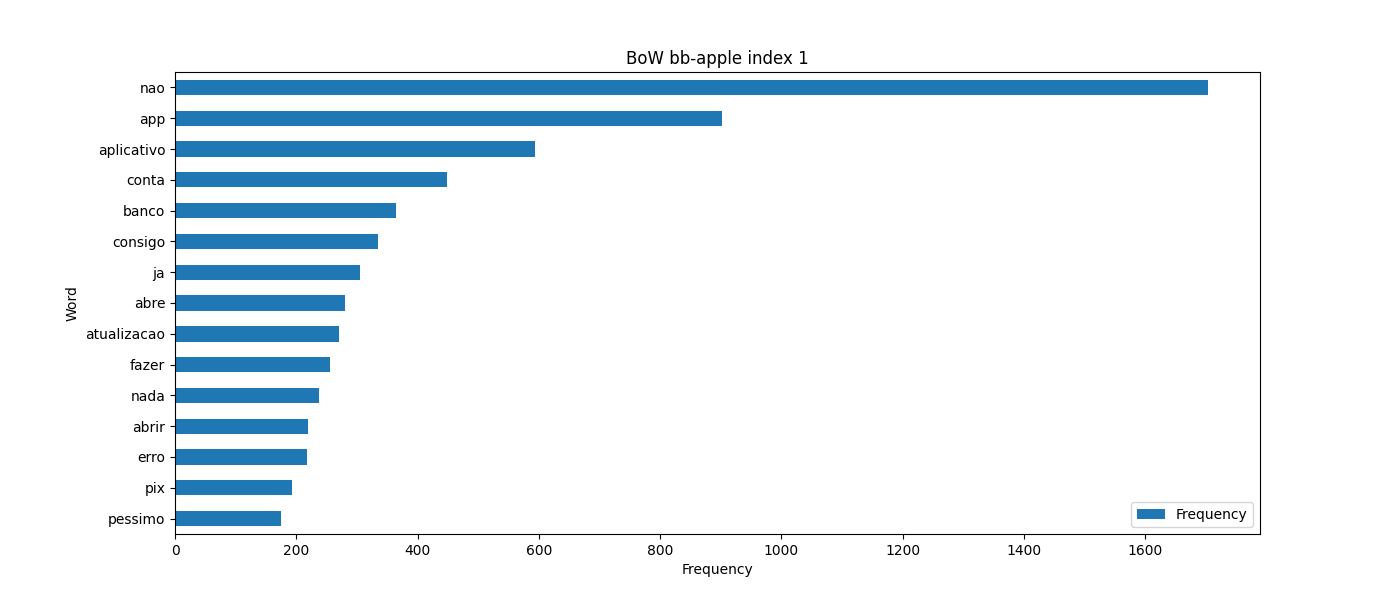 BoW bb-apple index 1
nao
app
aplicativo
conta
banco
consigo
ja
abre
atualizacao
fazer
nada
abrir
erro
pix
pessimo
Word
Frequency
0 200 400 600 800 1000 1200 1400 1600
Frequency